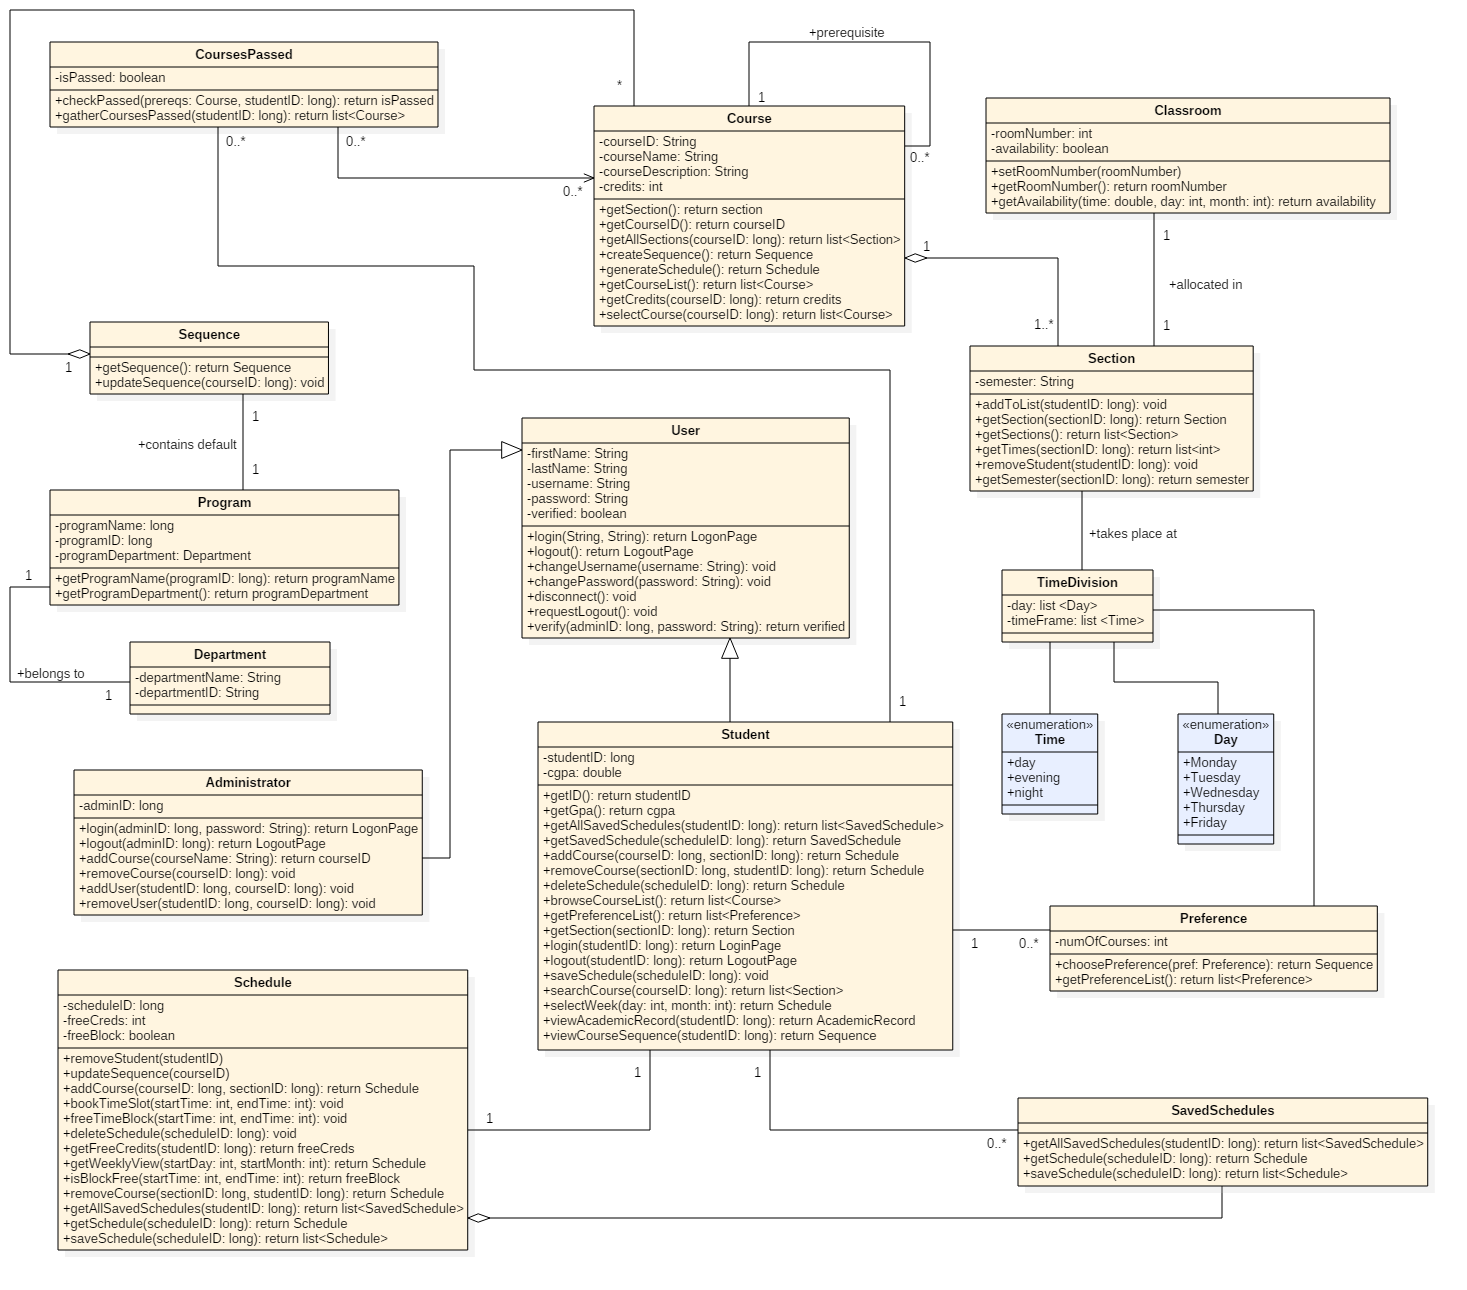 CoursesPassed
-isPassed: boolean
+checkPassed(prereqs: Course, studentID: long): return isPassed
+gatherCoursesPassed(studentID: long): return list<Course>
0..*
0..*
0..*
*
+prerequisite
1
0..*
Course
-courseID: String
-courseName: String
-courseDescription: String
-credits: int
+getSection(): return section
+getCourseID(): return courseID
+getAllSections(courseID: long): return list<Section>
+createSequence(): return Sequence
+generateSchedule(): return Schedule
+getCourseList(): return list<Course>
+getCredits(courseID: long): return credits
+selectCourse(courseID: long): return list<Course>
1
1..*
Classroom
-roomNumber: int
-availability: boolean
+setRoomNumber(roomNumber)
+getRoomNumber(): return roomNumber
+getAvailability(time: double, day: int, month: int): return availability
1
+allocated in
1
Sequence
+getSequence(): return Sequence
+updateSequence(courseID: long): void
1
1
+contains default
1
Section
-semester: String
+addToList(studentID: long): void
+getSection(sectionID: long): return Section
+getSections(): return list<Section>
+getTimes(sectionID: long): return list<int>
+removeStudent(studentID: long): void
+getSemester(sectionID: long): return semester
+takes place at
Program
-programName: long
-programID: long
-programDepartment: Department
+getProgramName(programID: long): return programName
+getProgramDepartment(): return programDepartment
1
+belongs to
1
Department
-departmentName: String
-departmentID: String
User
-firstName: String
-lastName: String
-username: String
-password: String
-verified: boolean
+login(String, String): return LogonPage
+logout(): return LogoutPage
+changeUsername(username: String): void
+changePassword(password: String): void
+disconnect(): void
+requestLogout(): void
+verify(adminID: long, password: String): return verified
TimeDivision
-day: list <Day>
-timeFrame: list <Time>
«enumeration»
Time
+day
+evening
+night
«enumeration»
Day
+Monday
+Tuesday
+Wednesday
+Thursday
+Friday
Administrator
-adminID: long
+login(adminID: long, password: String): return LogonPage
+logout(adminID: long): return LogoutPage
+addCourse(courseName: String): return courseID
+removeCourse(courseID: long): void
+addUser(studentID: long, courseID: long): void
+removeUser(studentID: long, courseID: long): void
1
Student
-studentID: long
-cgpa: double
+getID(): return studentID
+getGpa(): return cgpa
+getAllSavedSchedules(studentID: long): return list<SavedSchedule>
+getSavedSchedule(scheduleID: long): return SavedSchedule
+addCourse(courseID: long, sectionID: long): return Schedule
+removeCourse(sectionID: long, studentID: long): return Schedule
+deleteSchedule(scheduleID: long): return Schedule
+browseCourseList(): return list<Course>
+getPreferenceList(): return list<Preference>
+getSection(sectionID: long): return Section
+login(studentID: long): return LoginPage
+logout(studentID: long): return LogoutPage
+saveSchedule(scheduleID: long): void
+searchCourse(courseID: long): return list<Section>
+selectWeek(day: int, month: int): return Schedule
+viewAcademicRecord(studentID: long): return AcademicRecord
+viewCourseSequence(studentID: long): return Sequence
1
0..*
Preference
-numOfCourses: int
+choosePreference(pref: Preference): return Sequence
+getPreferenceList(): return list<Preference>
1
1
1
0..*
Schedule
-scheduleID: long
-freeCreds: int
-freeBlock: boolean
+removeStudent(studentID)
+updateSequence(courseID)
+addCourse(courseID: long, sectionID: long): return Schedule
+bookTimeSlot(startTime: int, endTime: int): void
+freeTimeBlock(startTime: int, endTime: int): void
+deleteSchedule(scheduleID: long): void
+getFreeCredits(studentID: long): return freeCreds
+getWeeklyView(startDay: int, startMonth: int): return Schedule
+isBlockFree(startTime: int, endTime: int): return freeBlock
+removeCourse(sectionID: long, studentID: long): return Schedule
+getAllSavedSchedules(studentID: long): return list<SavedSchedule>
+getSchedule(scheduleID: long): return Schedule
+saveSchedule(scheduleID: long): return list<Schedule>
SavedSchedules
+getAllSavedSchedules(studentID: long): return list<SavedSchedule>
+getSchedule(scheduleID: long): return Schedule
+saveSchedule(scheduleID: long): return list<Schedule>